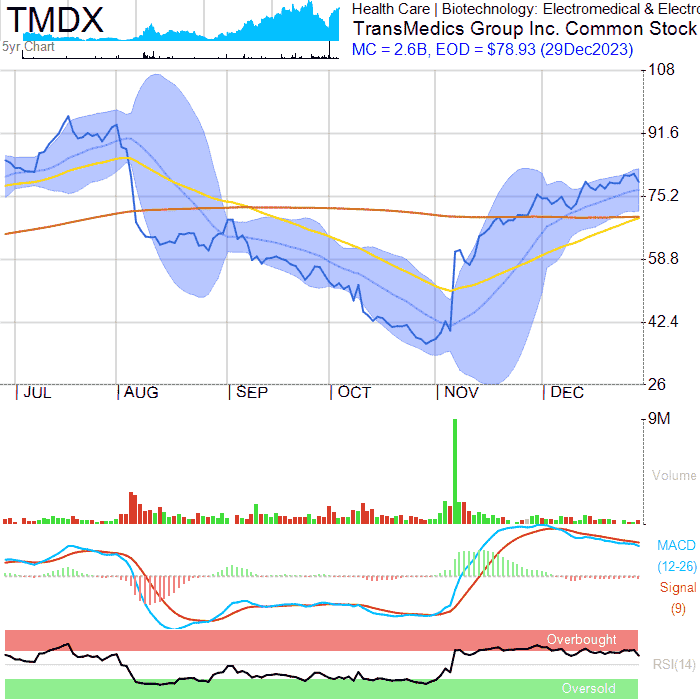 TMDX
5yr Chart
Health Care | Biotechnology: Electromedical & Electro
TransMedics Group Inc. Common Stock
MC = 2.6B, EOD = $78.93 (29Dec2023)
108
91.6
75.2
58.8
42.4
26
JUL AUG SEP OCT NOV DEC
9M
Volume
MACD
(12-26)
Signal
(9)
Overbought
RSI(14)
Oversold